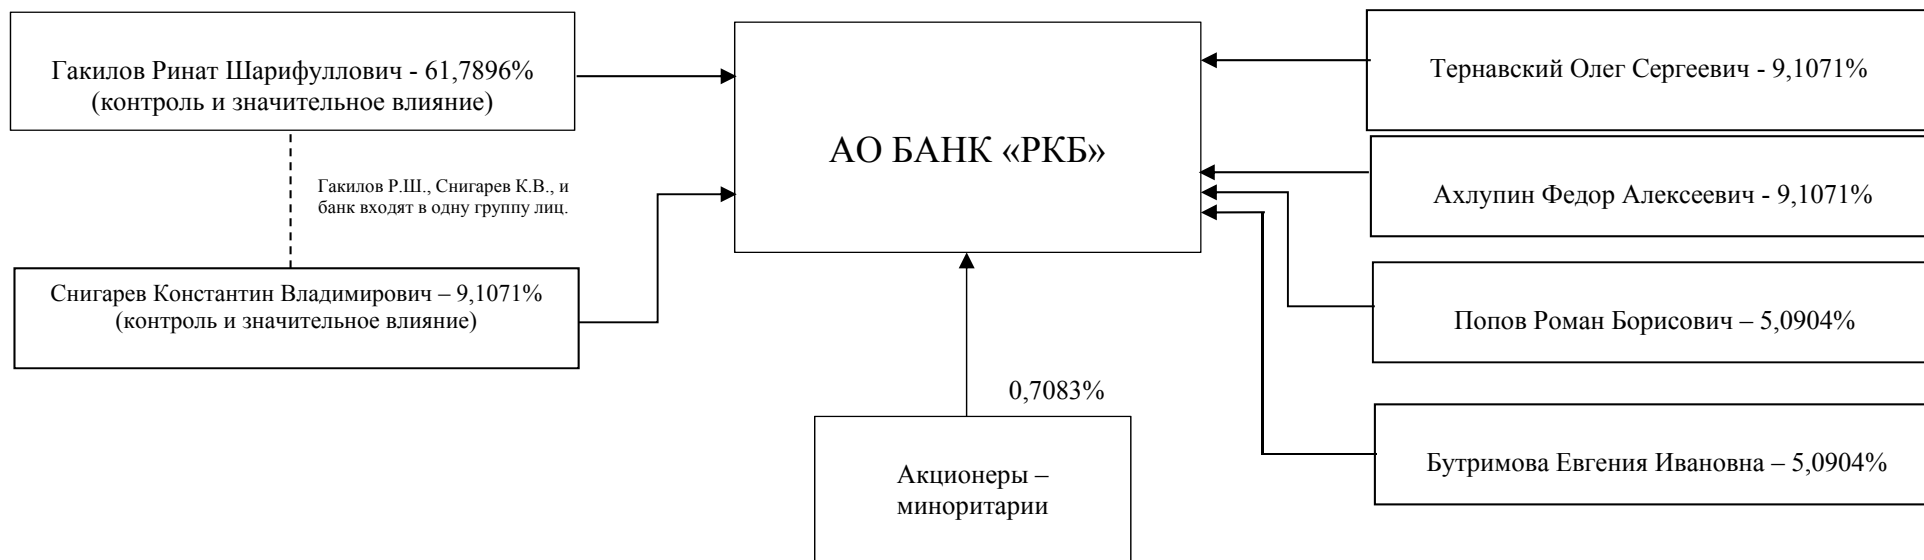 Гакилов Ринат Шарифуллович - 61,7896%
(контроль и значительное влияние)
Гакилов Р.Ш., Снигарев К.В., и
банк входят в одну группу лиц.
Снигарев Константин Владимирович – 9,1071%
(контроль и значительное влияние)
АО БАНК «РКБ»
0,7083%
Акционеры –
миноритарии
Тернавский Олег Сергеевич - 9,1071%
Ахлупин Федор Алексеевич - 9,1071%
Попов Роман Борисович – 5,0904%
Бутримова Евгения Ивановна – 5,0904%